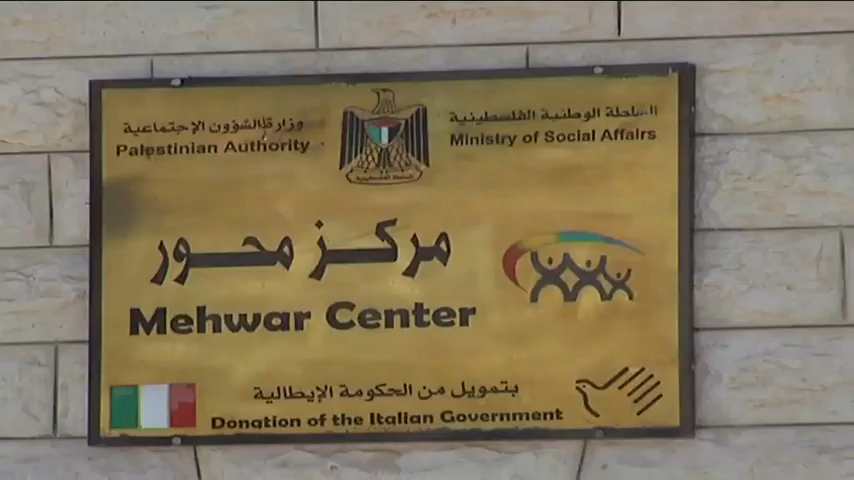 السلطة الوطنية الفلسطينية
وزارة الشؤون الإجتماعية
Palestinian Authority
Ministry of Social Affairs
مركز محور
Mehwar Center
بتمويل من الحكومة الإيطالية
Donation of the Italian Government